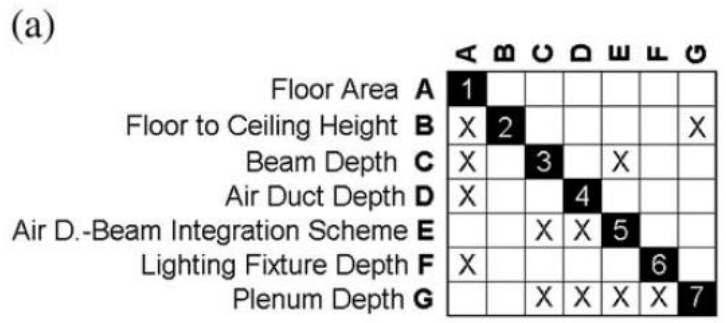 (a)
A B C D E F G
Floor Area A 1
Floor to Ceiling Height B X 2 X
Beam Depth C X 3 X
Air Duct Depth D X 4
Air D.-Beam Integration Scheme E X X 5
Lighting Fixture Depth F X 6
Plenum Depth G X X X X 7